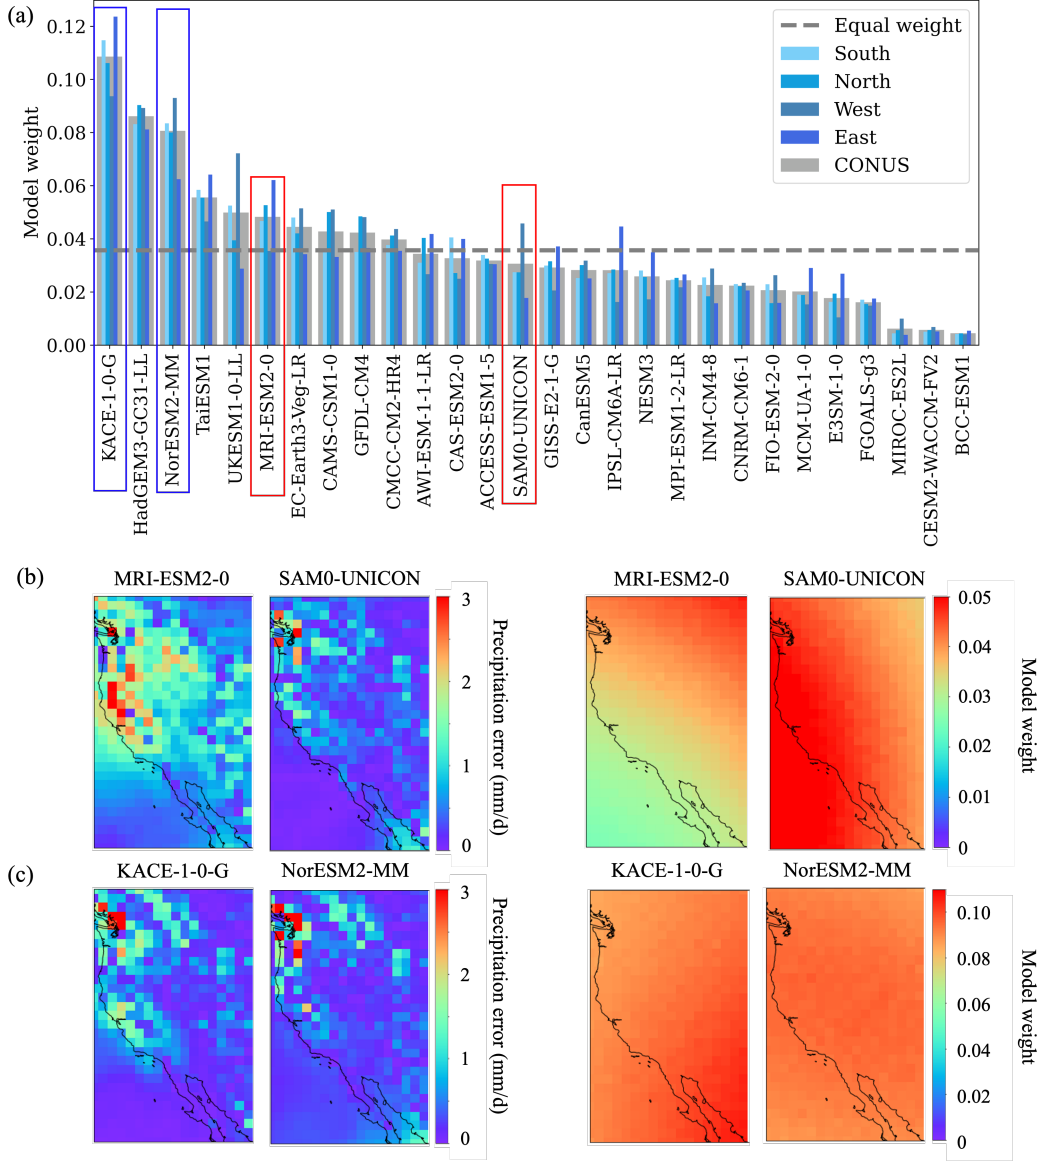 (a)
Model weight
0.12
0.10
0.08
0.06
0.04
0.02
0.00
Equal weight
South
North
West
East
CONUS
KACE-1-0-G
HadGEM3-GC31-LL
NorESM2-MM
TaiESM1
UKESM1-0-LL
MRI-ESM2-0
EC-Earth3-Veg-LR
CAMS-CSM1-0
GFDL-CM4
CMCC-CM2-HR4
AWI-ESM-1-1-LR
CAS-ESM2-0
ACCESS-ESM1-5
SAM0-UNICON
GISS-E2-1-G
CanESM5
IPSL-CM6A-LR
NESM3
MPI-ESM1-2-LR
INM-CM4-8
CNRM-CM6-1
FIO-ESM-2-0
MCM-UA-1-0
E3SM-1-0
FGOALS-g3
MIROC-ES2L
CESM2-WACCM-FV2
BCC-ESM1
(b)
MRI-ESM2-0
SAM0-UNICON
3
2
1
0
Precipitation error (mm/d)
MRI-ESM2-0
SAM0-UNICON
0.05
0.04
0.03
0.02
0.01
0
Model weight
(c)
KACE-1-0-G
NorESM2-MM
3
2
1
0
Precipitation error (mm/d)
KACE-1-0-G
NorESM2-MM
0.10
0.08
0.06
0.04
0.02
0
Model weight